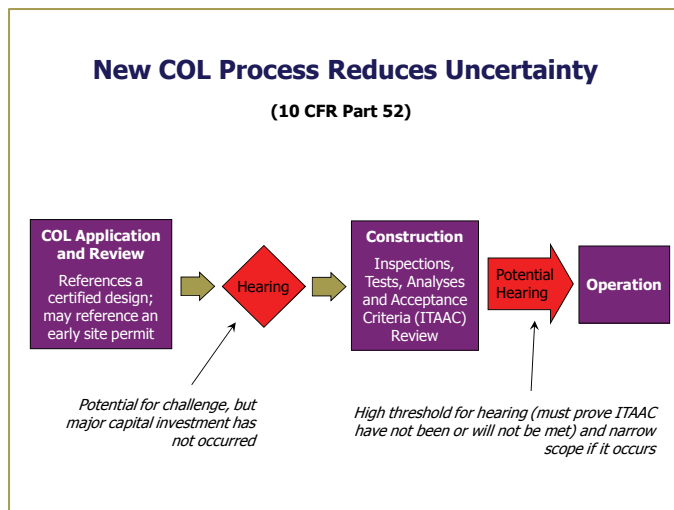 New COL Process Reduces Uncertainty
(10 CFR Part 52)
COL Application
and Review
References a
certified design;
may reference an
early site permit
Hearing
Construction
Inspections,
Tests, Analyses
and Acceptance
Criteria (ITAAC)
Review
Potential
Hearing
Operation
Potential for challenge, but
major capital investment has
not occurred
High threshold for hearing (must prove ITAAC
have not been or will not be met) and narrow
scope if it occurs